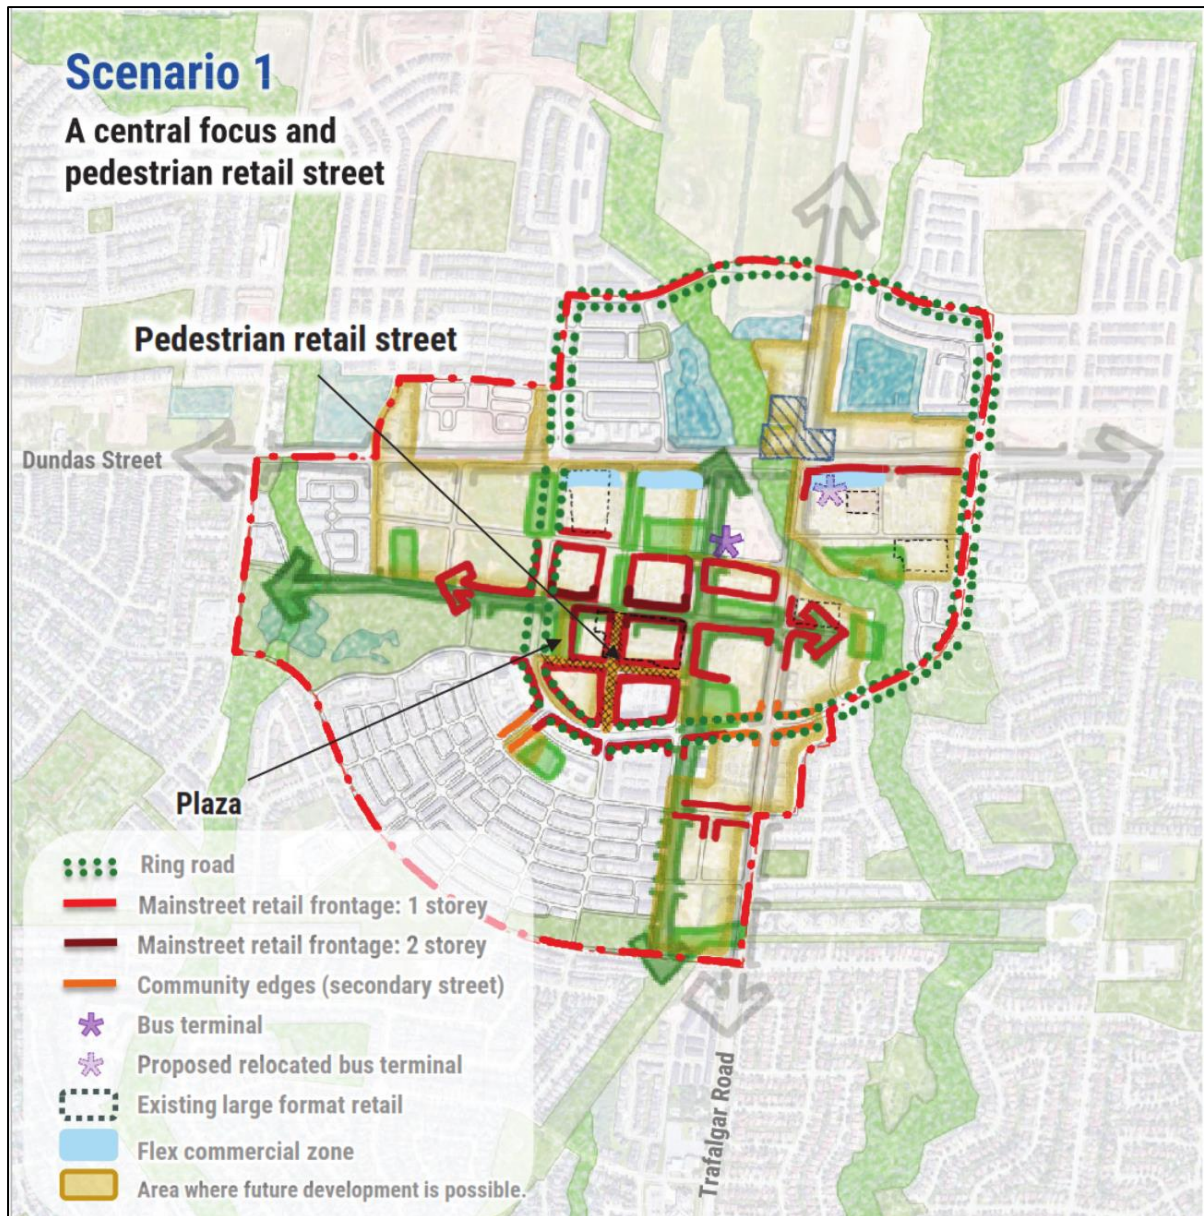 Scenario 1
A central focus and
pedestrian retail street
Pedestrian retail street
Dundas Street
Plaza
Ring road
Mainstreet retail frontage: 1 storey
Mainstreet retail frontage: 2 storey
Community edges (secondary street)
Bus terminal
Proposed relocated bus terminal
Existing large format retail
Flex commercial zone
Area where future development is possible.
Trafalgar Road